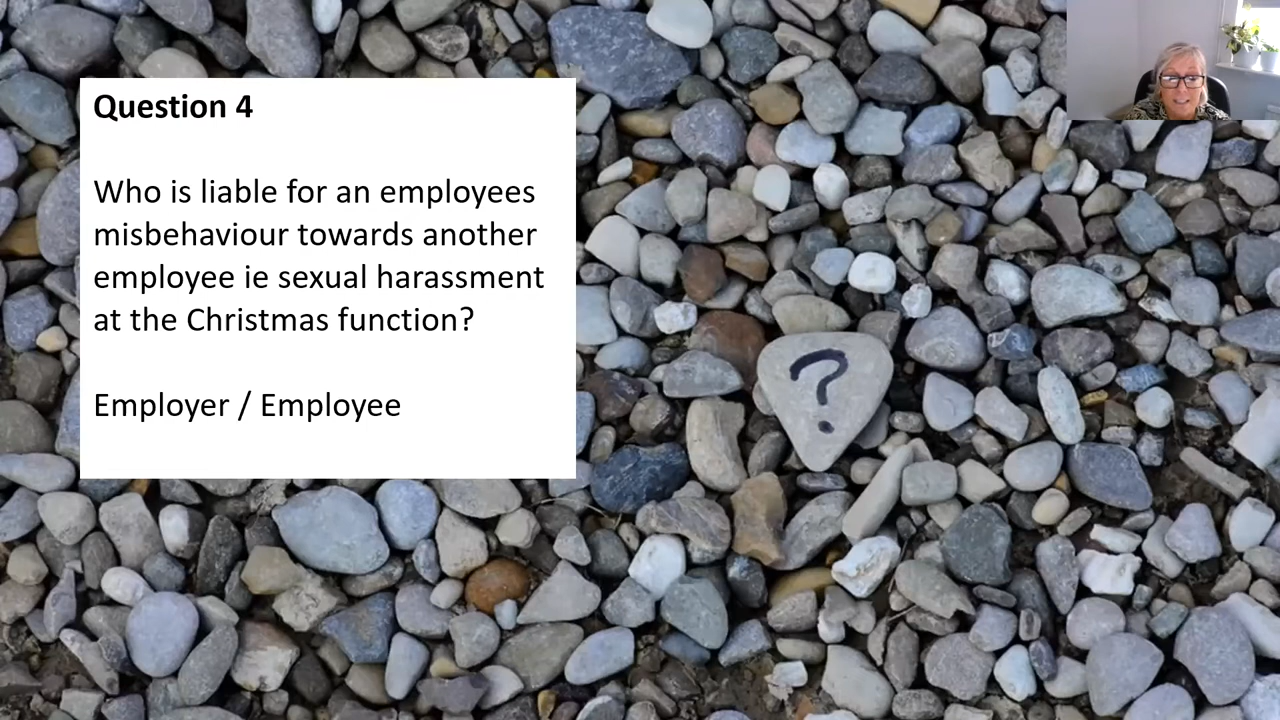 Question 4
Who is liable for an employees
misbehaviour towards another
employee ie sexual harassment
at the Christmas function?
Employer / Employee
?